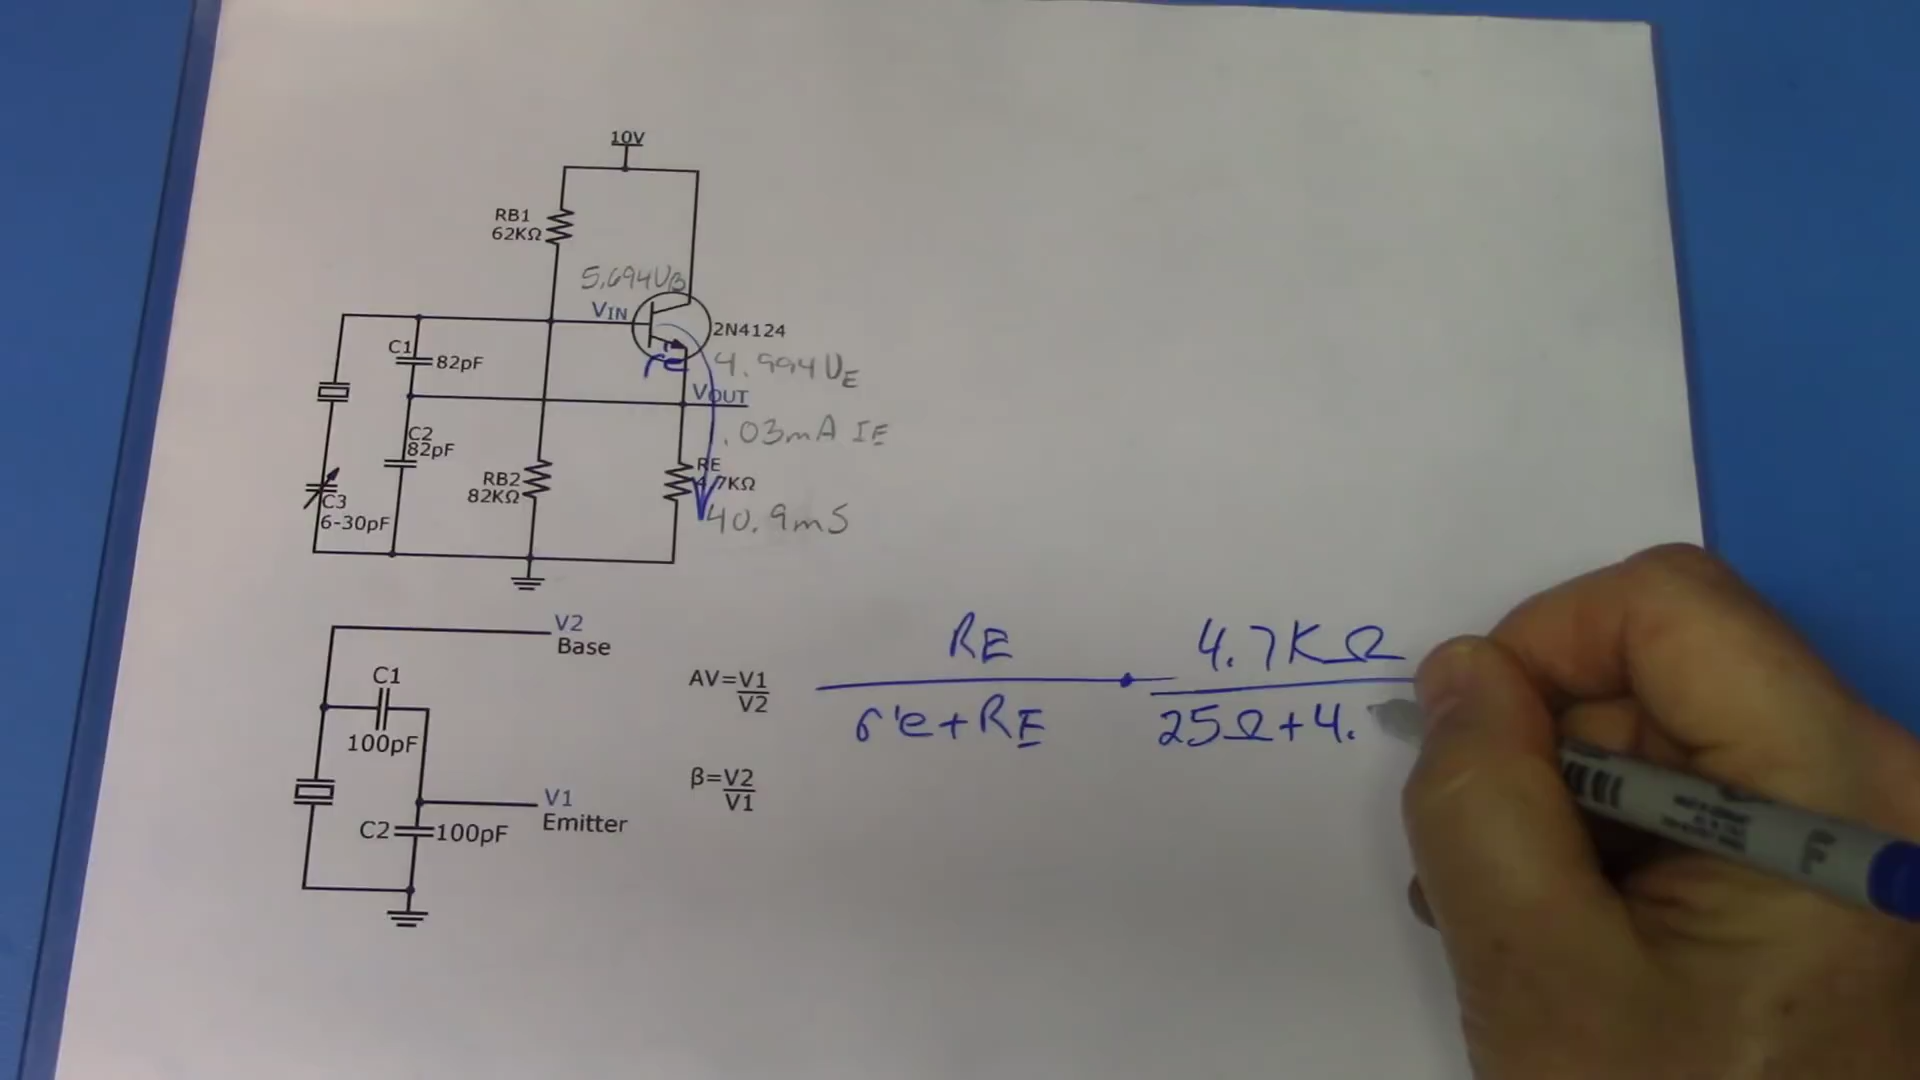 10V
RB1
62KΩ
5.694VB
VIN
2N4124
C1
82pF
r'e
4.994VE
VOUT
.03mA IE
C2
82pF
RB2
82KΩ
RE
4.7KΩ
C3
6-30pF
40.9mS
V2
Base
C1
100pF
AV=V1
V2
RE
r'e+RE
4.7KΩ
25Ω+4.
β=V2
V1
V1
Emitter
C2
100pF